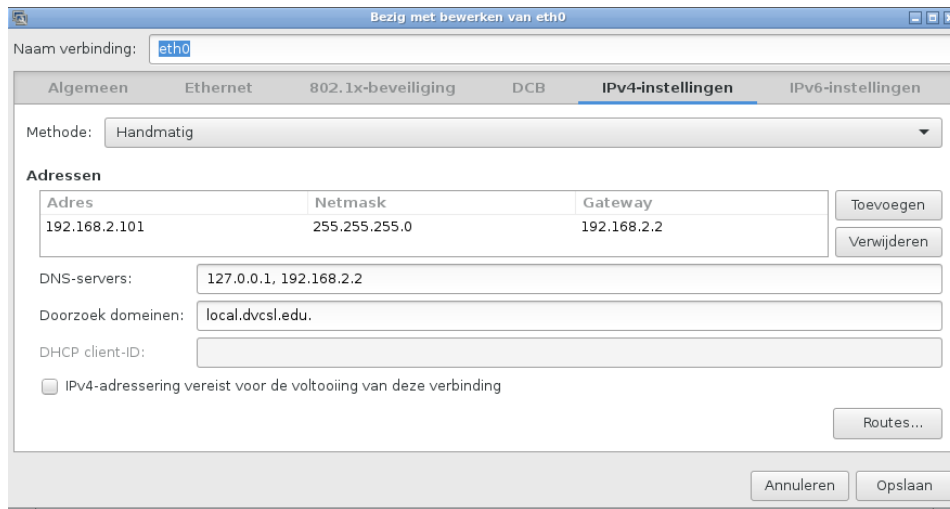 Bezig met bewerken van eth0
Naam verbinding: eth0
Algemeen Ethernet 802.1x-beveiliging DCB IPv4-instellingen IPv6-instellingen
Methode: Handmatig
Adressen
Adres Netmask Gateway
192.168.2.101 255.255.255.0 192.168.2.2
Toevoegen
Verwijderen
DNS-servers: 127.0.0.1, 192.168.2.2
Doorzoek domeinen: local.dvcsl.edu.
DHCP client-ID:
IPv4-adressering vereist voor de voltooiing van deze verbinding
Routes...
Annuleren Opslaan